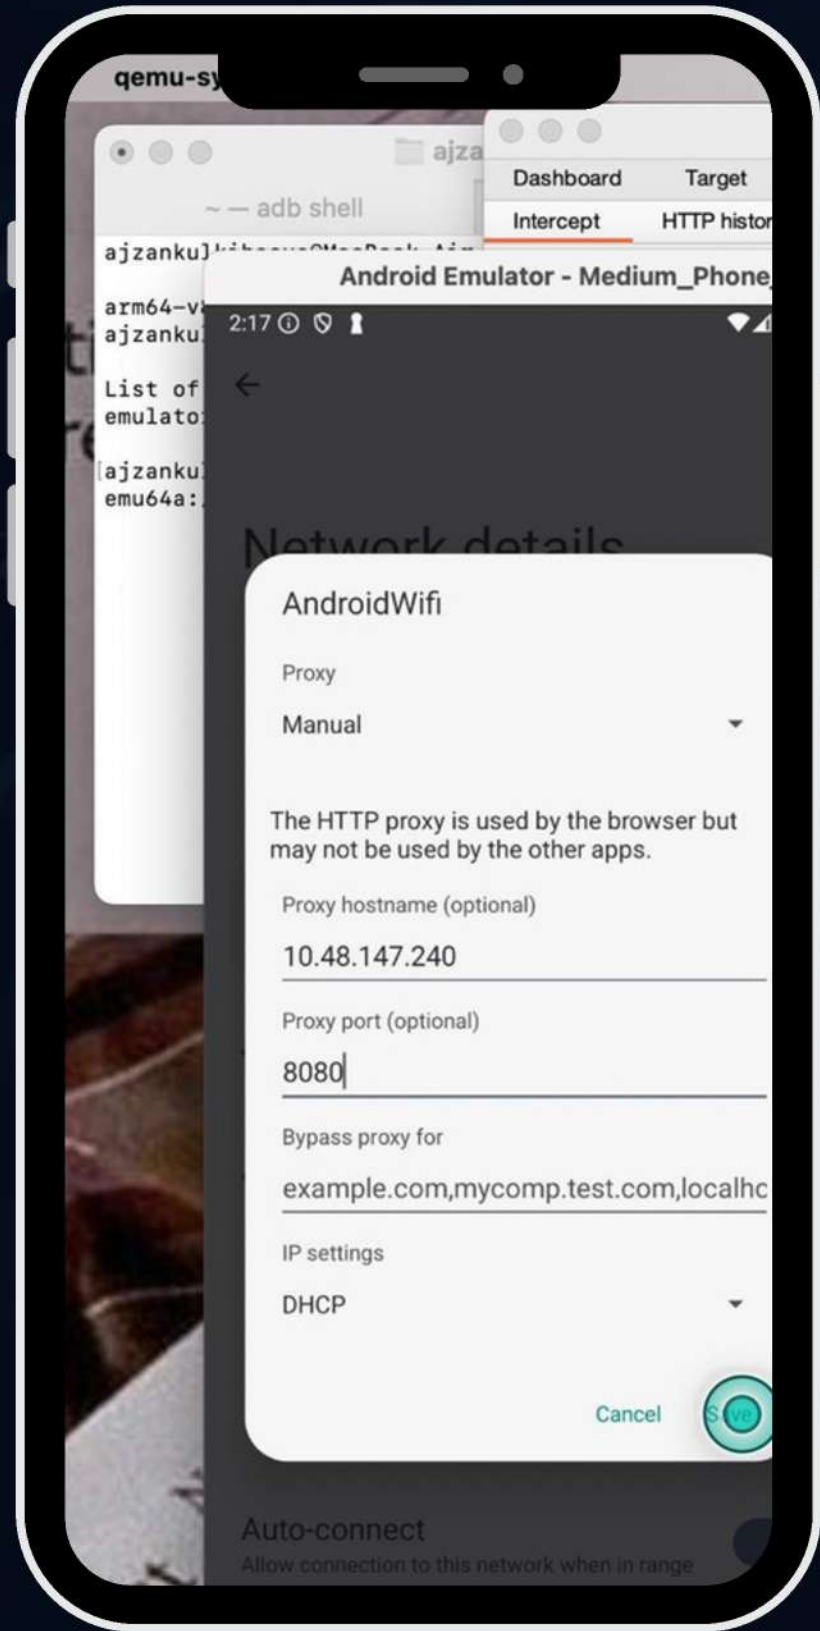 qemu-sy
ajza
~ — adb shell
Dashboard Target
Intercept HTTP histor
Android Emulator - Medium_Phone_
arm64-v
ajzanku
List of
emulato
ajzanku
emu64a:
2:17
Network details
AndroidWifi
Proxy
Manual
The HTTP proxy is used by the browser but
may not be used by the other apps.
Proxy hostname (optional)
10.48.147.240
Proxy port (optional)
8080
Bypass proxy for
example.com,mycomp.test.com,localho
IP settings
DHCP
Cancel Save
Auto-connect
Allow connection to this network when in range